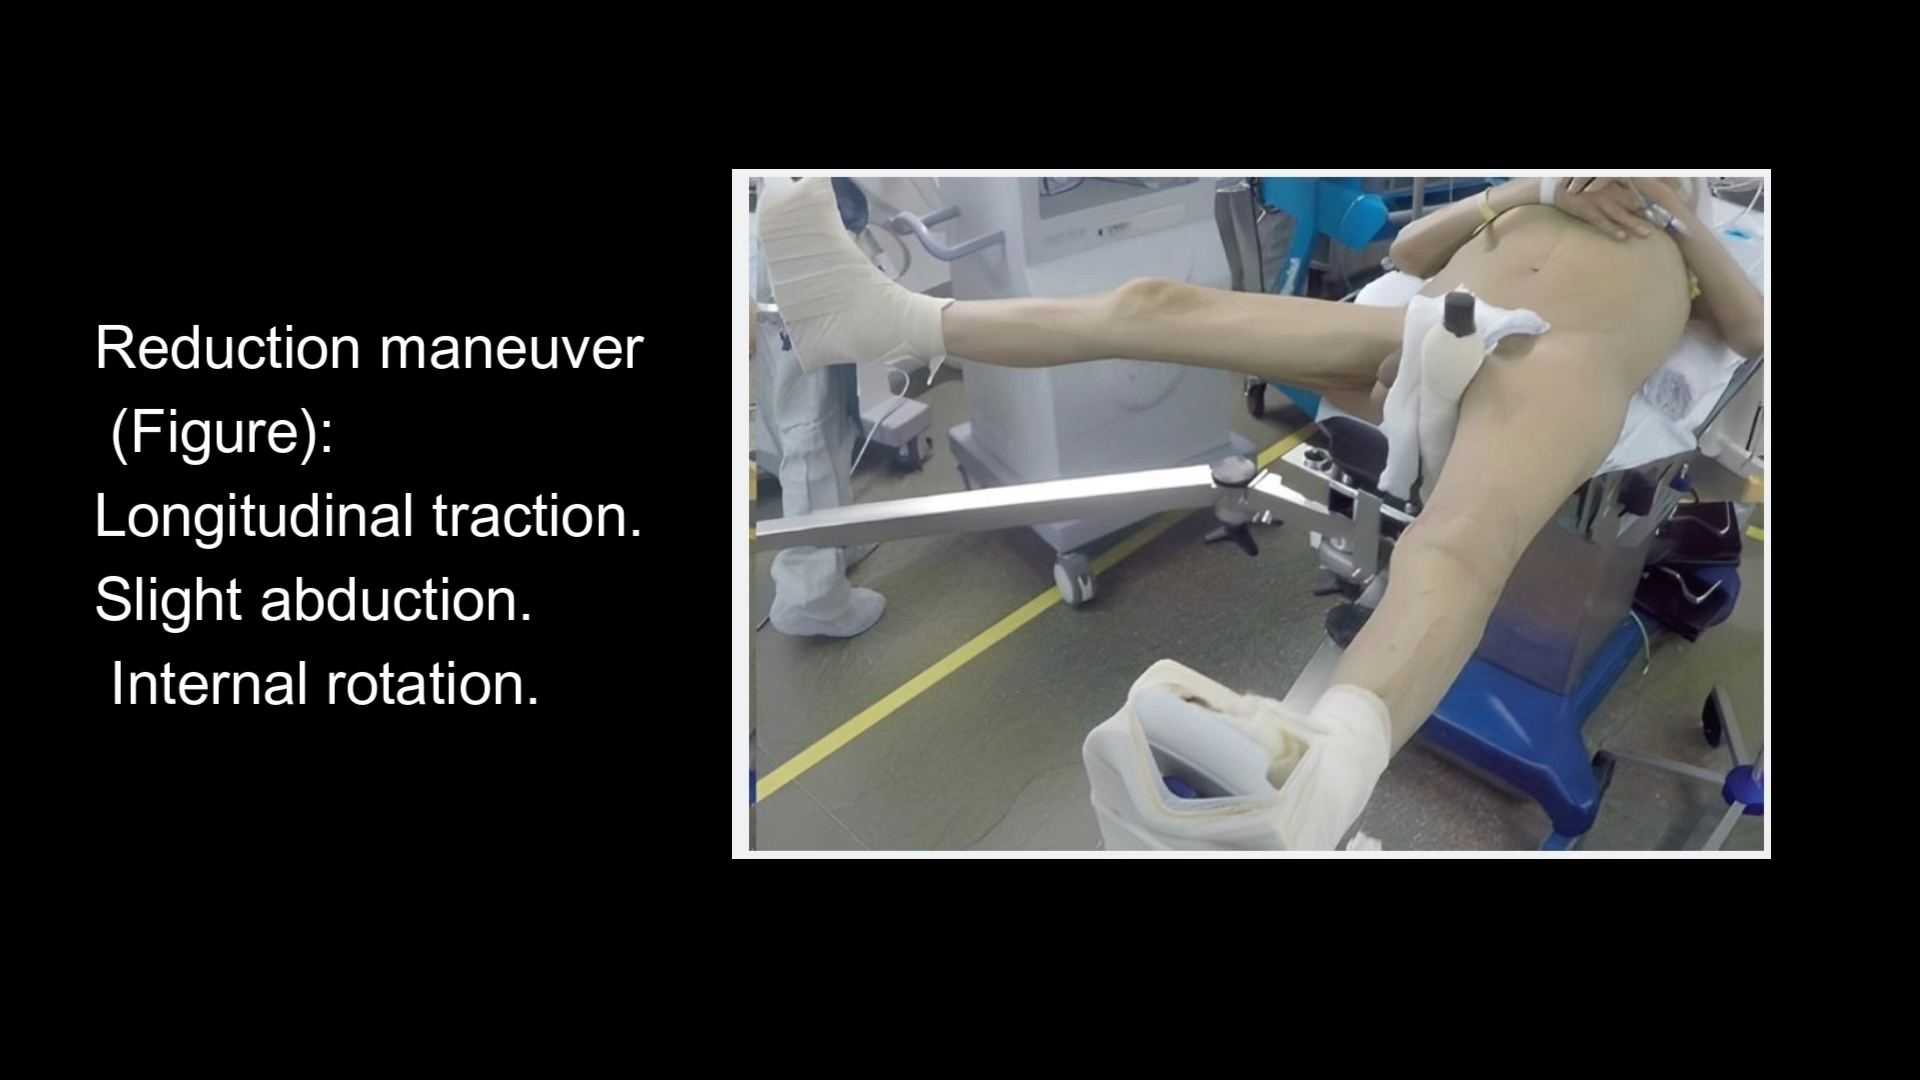 Reduction maneuver
(Figure):
Longitudinal traction.
Slight abduction.
Internal rotation.